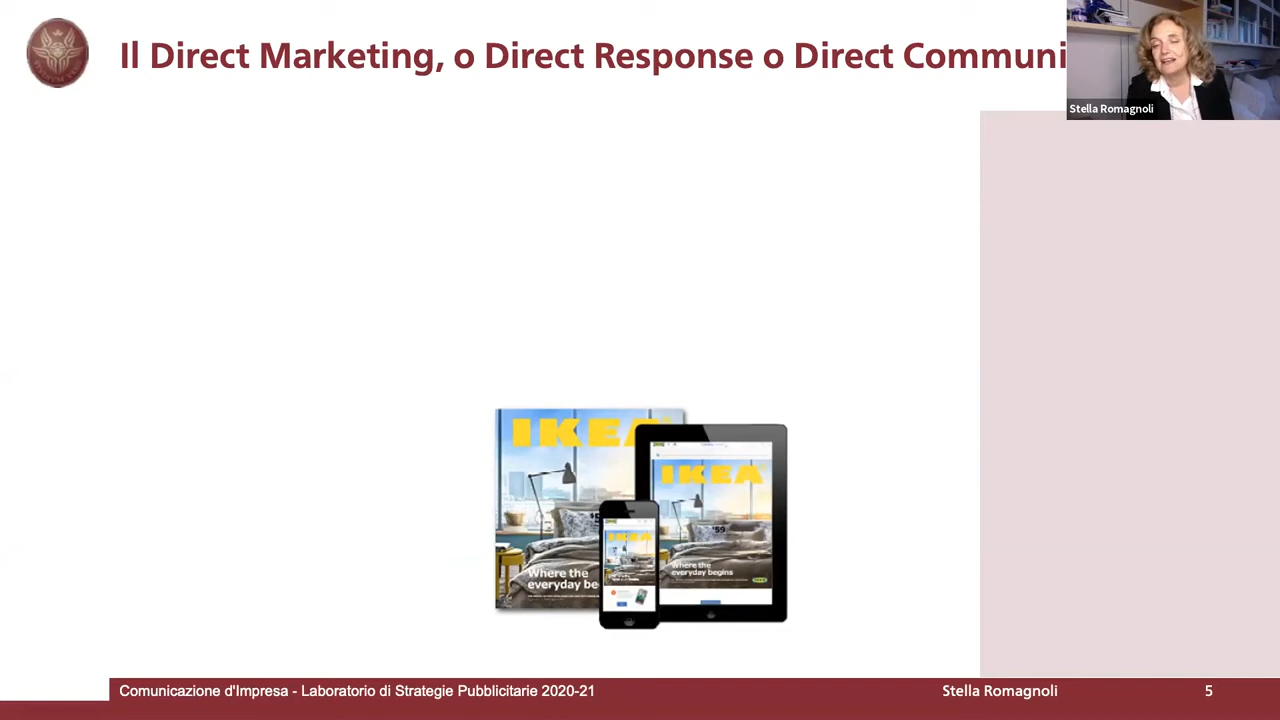 Il Direct Marketing, o Direct Response o Direct Communi
Stella Romagnoli
IKEA
IKEA
IKEA
$59
Where the
everyday be
Where the
everyday begins
Comunicazione d'Impresa - Laboratorio di Strategie Pubblicitarie 2020-21
Stella Romagnoli
5